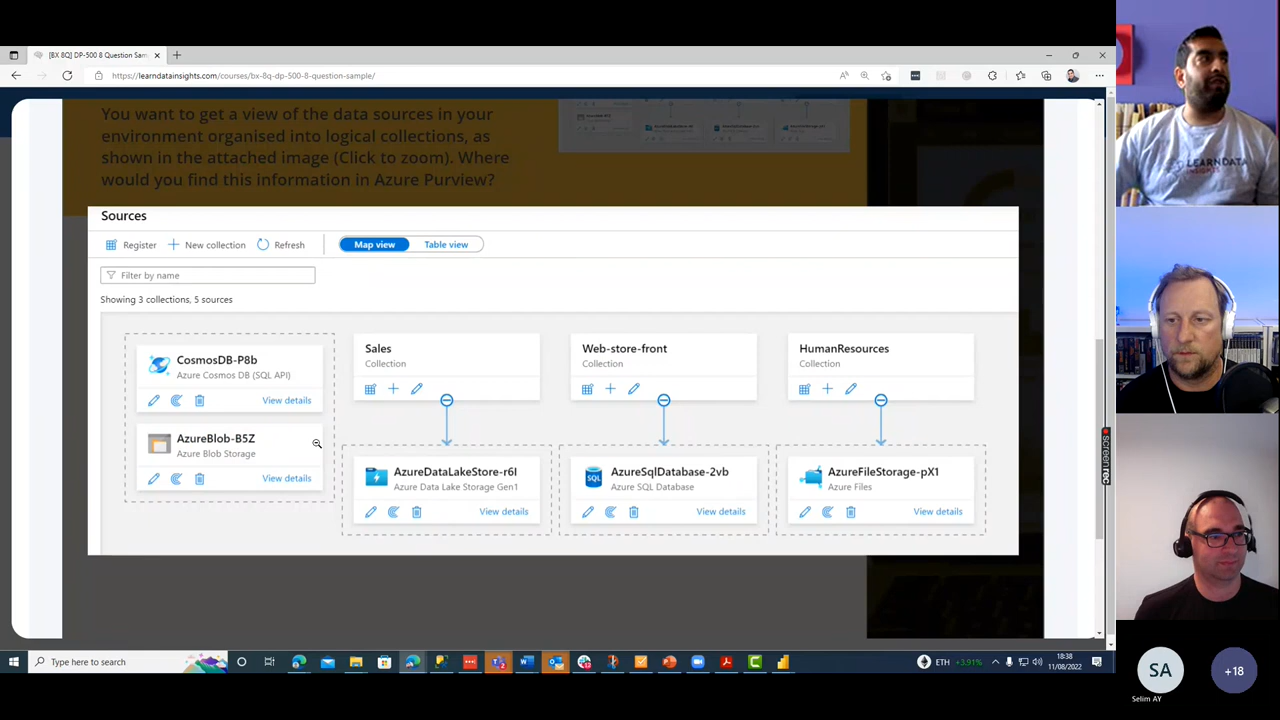 [BX 8Q] DP-500 8 Question Sam
https://learndatainsights.com/courses/bx-8q-dp-500-8-question-sample/
You want to get a view of the data sources in your
environment organised into logical collections, as
shown in the attached image (Click to zoom). Where
would you find this information in Azure Purview?
Sources
Register
New collection
Refresh
Map view
Table view
Filter by name
Showing 3 collections, 5 sources
CosmosDB-P8b
Azure Cosmos DB (SQL API)
View details
AzureBlob-B5Z
Azure Blob Storage
View details
Sales
Collection
AzureDataLakeStore-r6I
Azure Data Lake Storage Gen1
View details
Web-store-front
Collection
AzureSqlDatabase-2vb
Azure SQL Database
View details
HumanResources
Collection
AzureFileStorage-pX1
Azure Files
View details
LEARNDATA
INSIGHTS
screenrec
SA
Selim AY
+18
Type here to search
ETH +3.91%
18:38
11/08/2022